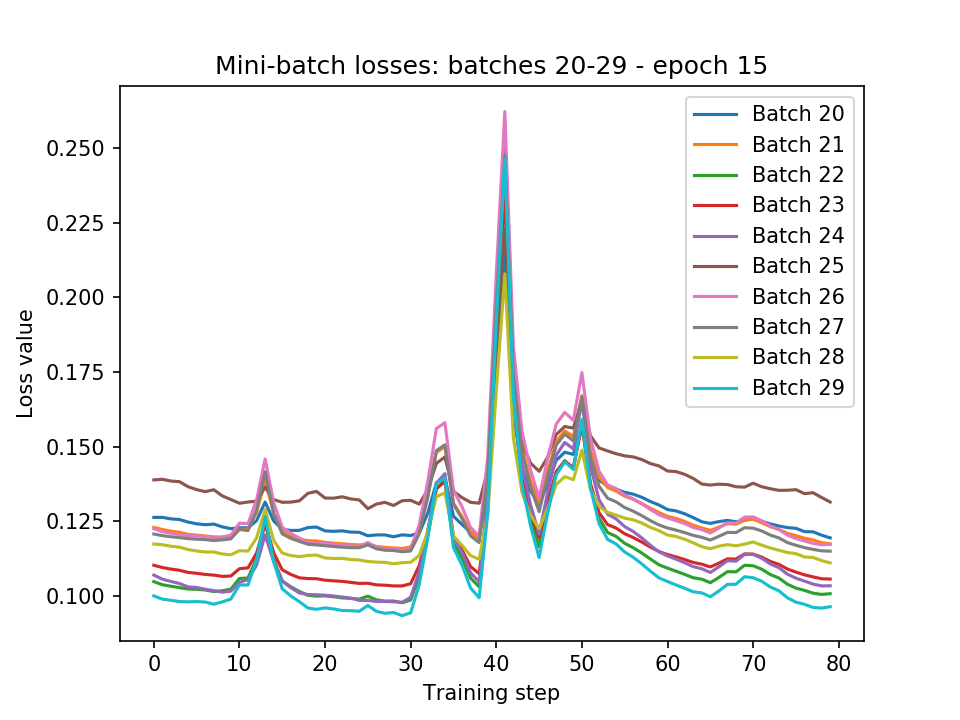 Mini-batch losses: batches 20-29 - epoch 15
Loss value
0.250
0.225
0.200
0.175
0.150
0.125
0.100
Batch 20
Batch 21
Batch 22
Batch 23
Batch 24
Batch 25
Batch 26
Batch 27
Batch 28
Batch 29
0 10 20 30 40 50 60 70 80
Training step